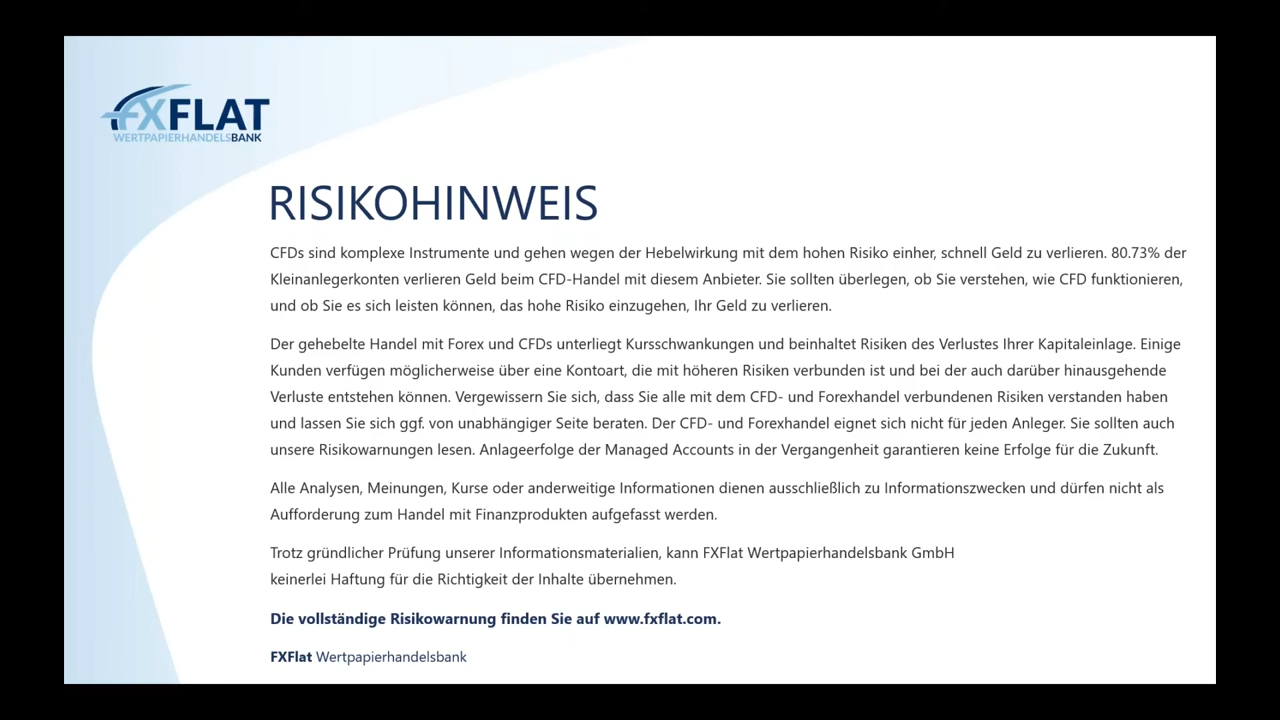 FXFLAT
WERTPAPIERHANDELSBANK
RISIKOHINWEIS
CFDs sind komplexe Instrumente und gehen wegen der Hebelwirkung mit dem hohen Risiko einher, schnell Geld zu verlieren. 80.73% der
Kleinanlegerkonten verlieren Geld beim CFD-Handel mit diesem Anbieter. Sie sollten überlegen, ob Sie verstehen, wie CFD funktionieren,
und ob Sie es sich leisten können, das hohe Risiko einzugehen, Ihr Geld zu verlieren.
Der gehebelte Handel mit Forex und CFDs unterliegt Kursschwankungen und beinhaltet Risiken des Verlustes Ihrer Kapitaleinlage. Einige
Kunden verfügen möglicherweise über eine Kontoart, die mit höheren Risiken verbunden ist und bei der auch darüber hinausgehende
Verluste entstehen können. Vergewissern Sie sich, dass Sie alle mit dem CFD- und Forexhandel verbundenen Risiken verstanden haben
und lassen Sie sich ggf. von unabhängiger Seite beraten. Der CFD- und Forexhandel eignet sich nicht für jeden Anleger. Sie sollten auch
unsere Risikowarnungen lesen. Anlageerfolge der Managed Accounts in der Vergangenheit garantieren keine Erfolge für die Zukunft.
Alle Analysen, Meinungen, Kurse oder anderweitige Informationen dienen ausschließlich zu Informationszwecken und dürfen nicht als
Aufforderung zum Handel mit Finanzprodukten aufgefasst werden.
Trotz gründlicher Prüfung unserer Informationsmaterialien, kann FXFlat Wertpapierhandelsbank GmbH
keinerlei Haftung für die Richtigkeit der Inhalte übernehmen.
Die vollständige Risikowarnung finden Sie auf www.fxflat.com.
FXFlat Wertpapierhandelsbank